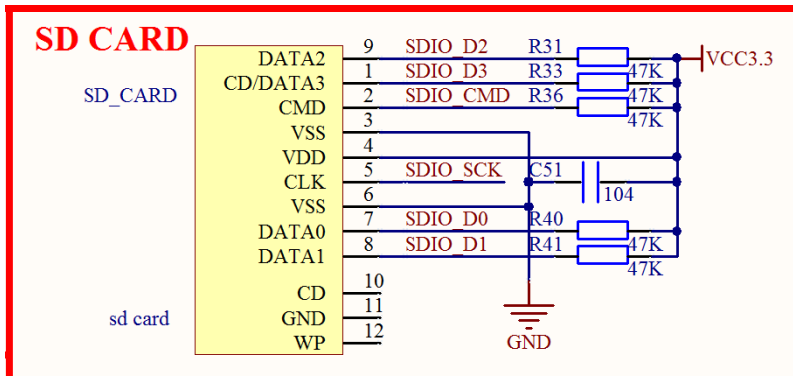 SD CARD
DATA2 9 SDIO_D2 R31 VCC3.3
CD/DATA3 1 SDIO_D3 R33 47K
SD_CARD CMD 2 SDIO_CMD R36 47K
VSS 3 47K
VDD 4
CLK 5 SDIO_SCK C51
VSS 6 104
DATA0 7 SDIO_D0 R40
DATA1 8 SDIO_D1 R41 47K
47K
CD 10
sd card GND 11
WP 12 GND